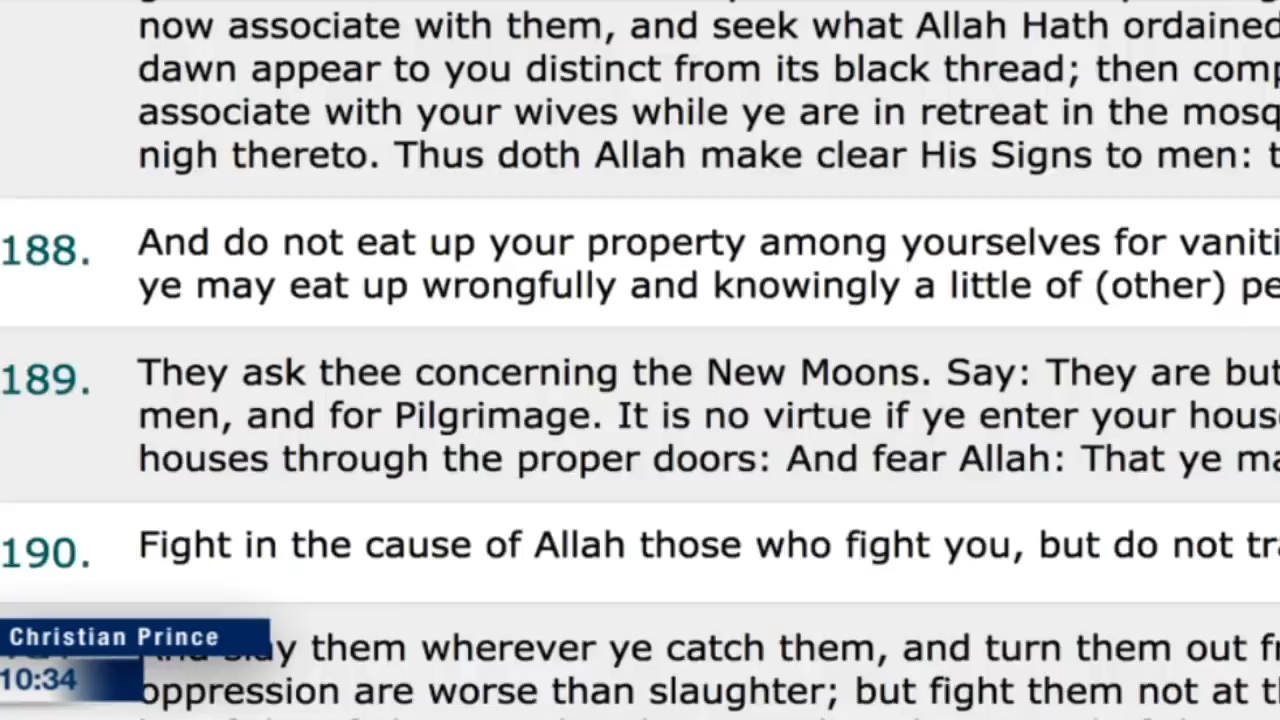 now associate with them, and seek what Allah Hath ordained
dawn appear to you distinct from its black thread; then comp
associate with your wives while ye are in retreat in the mosq
nigh thereto. Thus doth Allah make clear His Signs to men: t
188. And do not eat up your property among yourselves for vaniti
ye may eat up wrongfully and knowingly a little of (other) pe
189. They ask thee concerning the New Moons. Say: They are but
men, and for Pilgrimage. It is no virtue if ye enter your house
houses through the proper doors: And fear Allah: That ye ma
190. Fight in the cause of Allah those who fight you, but do not tra
Christian Prince
And slay them wherever ye catch them, and turn them out fr
10:34
oppression are worse than slaughter; but fight them not at th